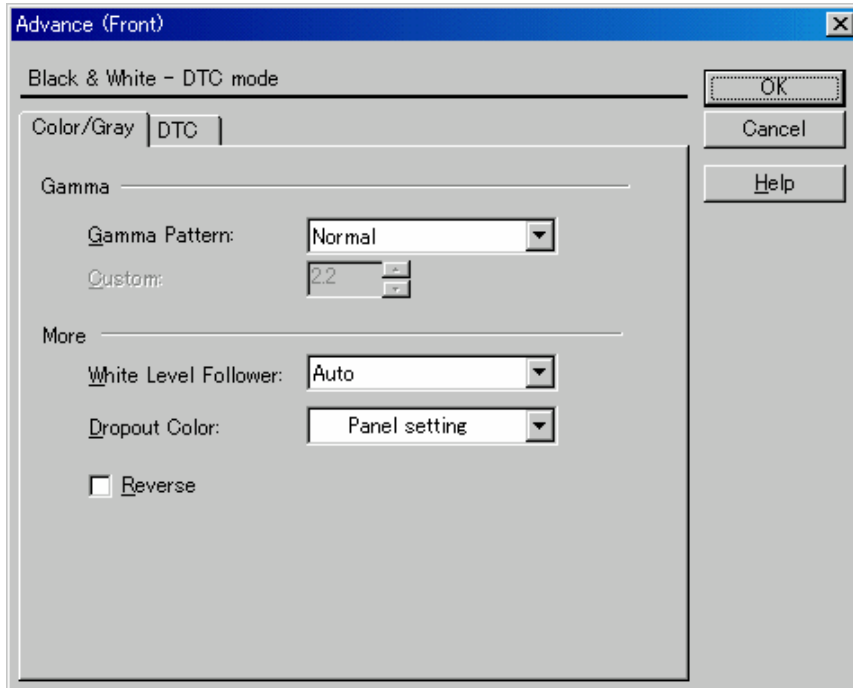 Advance (Front)
Black & White - DTC mode
OK
Cancel
Help
Color/Gray DTC
Gamma
Gamma Pattern: Normal
Custom: 2.2
More
White Level Follower: Auto
Dropout Color: Panel setting
Reverse